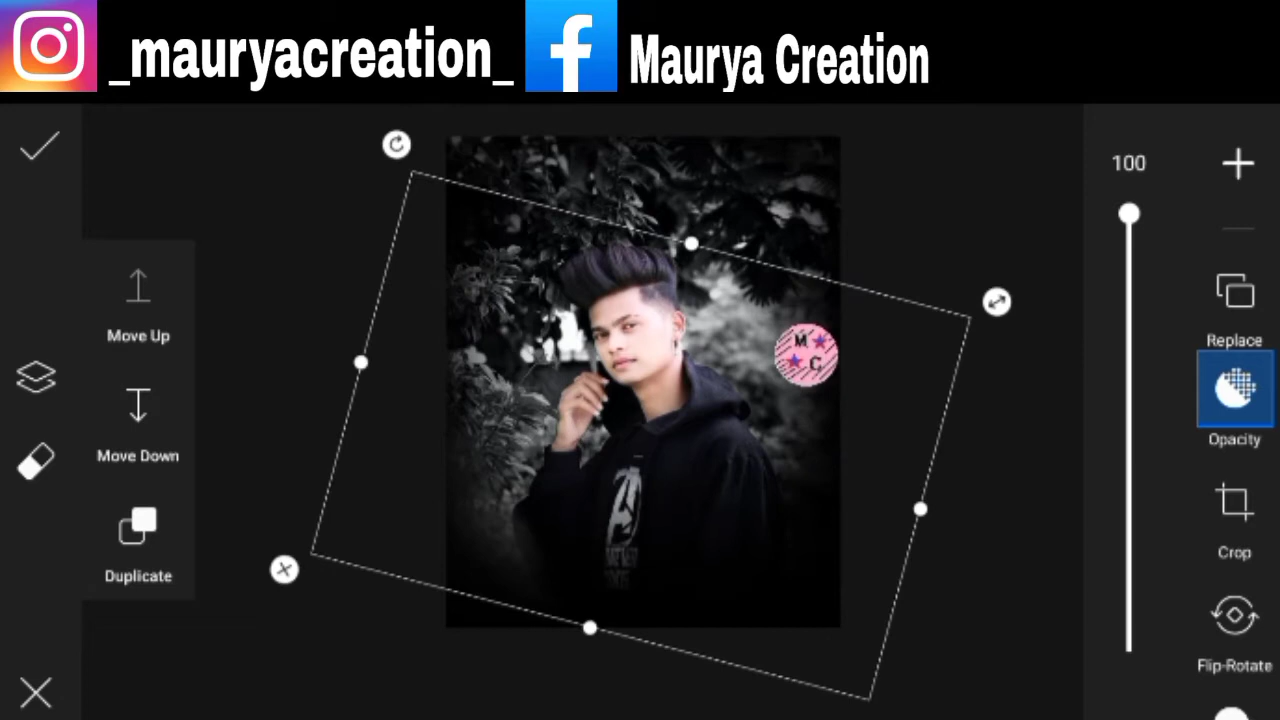 _mauryacreation_
Maurya Creation
100
Move Up
Replace
Move Down
Opacity
Crop
Duplicate
Flip-Rotate
M
C